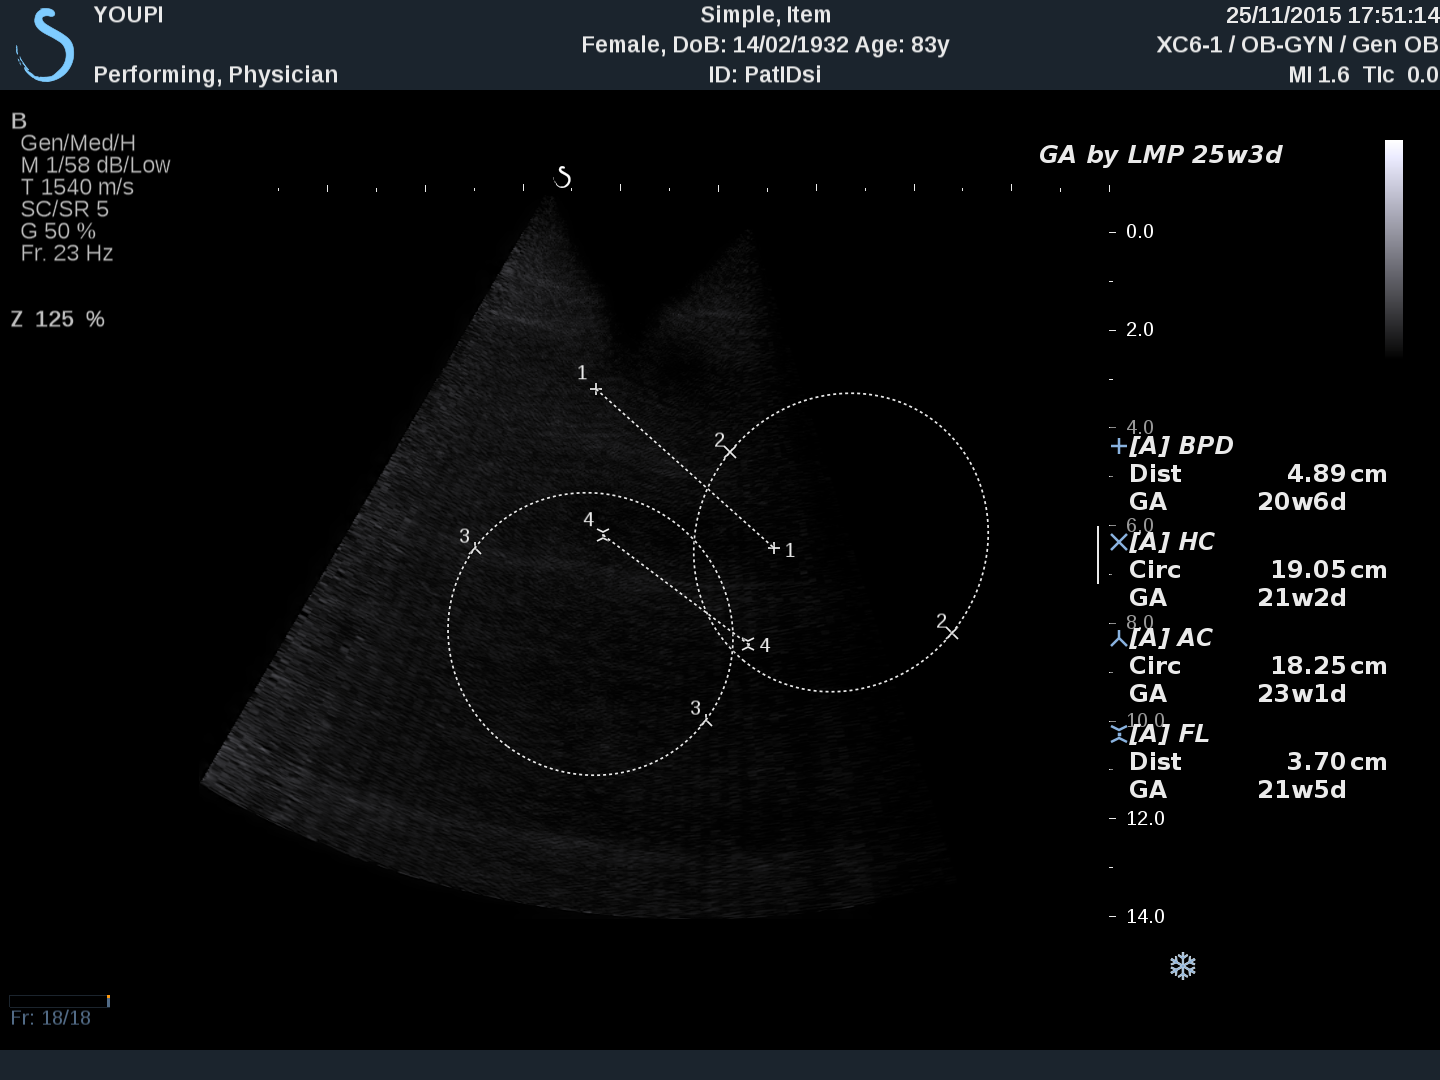 YOUPI
Simple, Item
25/11/2015 17:51:14
Female, DoB: 14/02/1932 Age: 83y
XC6-1 / OB-GYN / Gen OB
Performing, Physician
ID: PatIDsi
MI 1.6 TIc 0.0
B
Gen/Med/H
M 1/58 dB/Low
T 1540 m/s
SC/SR 5
G 50 %
Fr. 23 Hz
Z 125 %
GA by LMP 25w3d
0.0
2.0
4.0
[A] BPD
Dist 4.89 cm
GA 20w6d
6.0
[A] HC
Circ 19.05 cm
GA 21w2d
8.0
[A] AC
Circ 18.25 cm
GA 23w1d
10.0
[A] FL
Dist 3.70 cm
GA 21w5d
12.0
14.0
1
2
3
4
1
2
4
3
Fr: 18/18